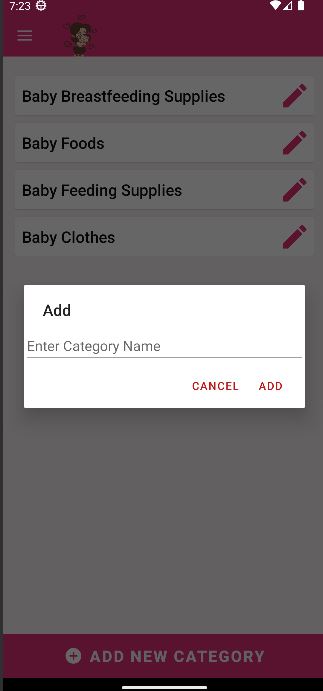 7:23
Baby Breastfeeding Supplies
Baby Foods
Baby Feeding Supplies
Baby Clothes
Add
Enter Category Name
CANCEL ADD
ADD NEW CATEGORY